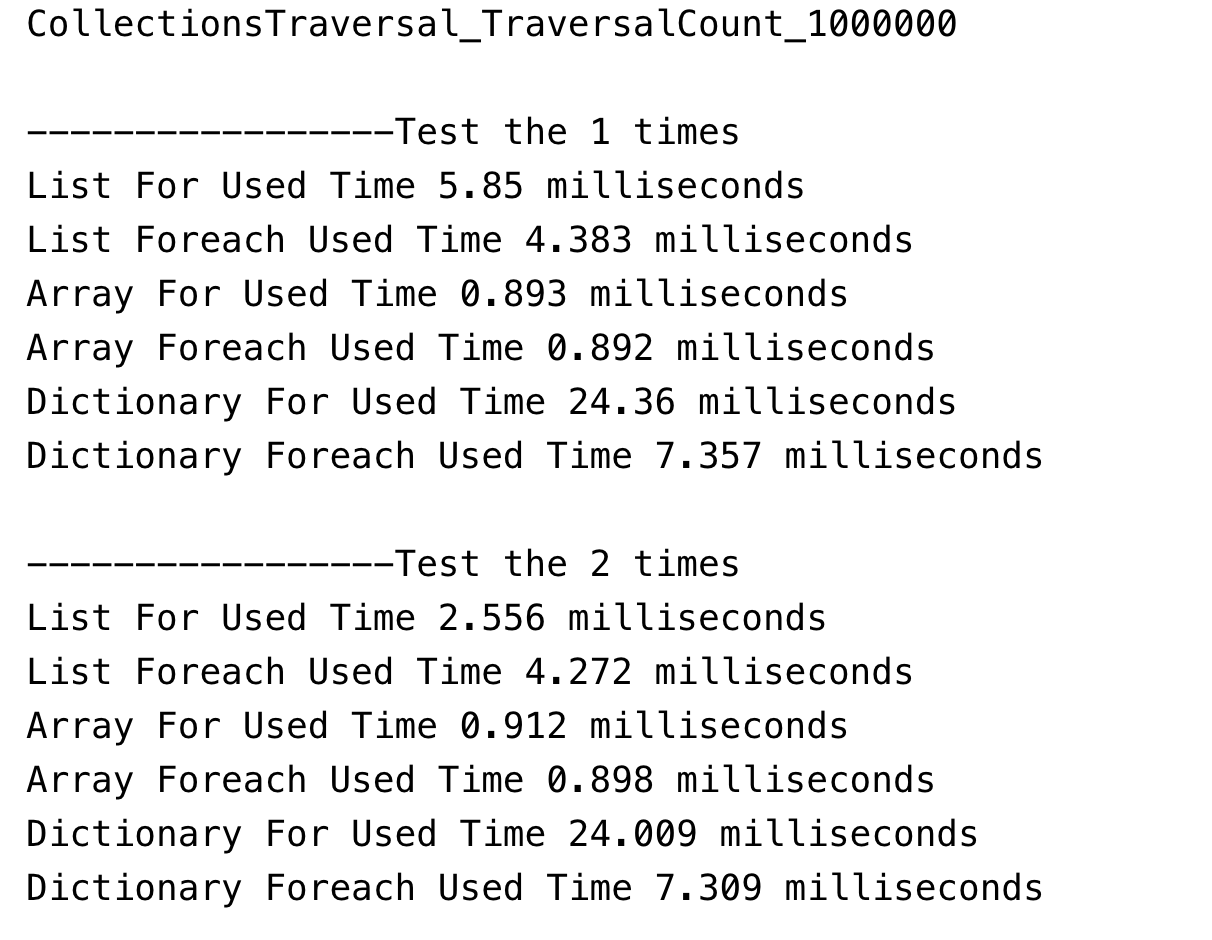 CollectionsTraversal_TraversalCount_1000000
-----------------Test the 1 times
List For Used Time 5.85 milliseconds
List Foreach Used Time 4.383 milliseconds
Array For Used Time 0.893 milliseconds
Array Foreach Used Time 0.892 milliseconds
Dictionary For Used Time 24.36 milliseconds
Dictionary Foreach Used Time 7.357 milliseconds
-----------------Test the 2 times
List For Used Time 2.556 milliseconds
List Foreach Used Time 4.272 milliseconds
Array For Used Time 0.912 milliseconds
Array Foreach Used Time 0.898 milliseconds
Dictionary For Used Time 24.009 milliseconds
Dictionary Foreach Used Time 7.309 milliseconds